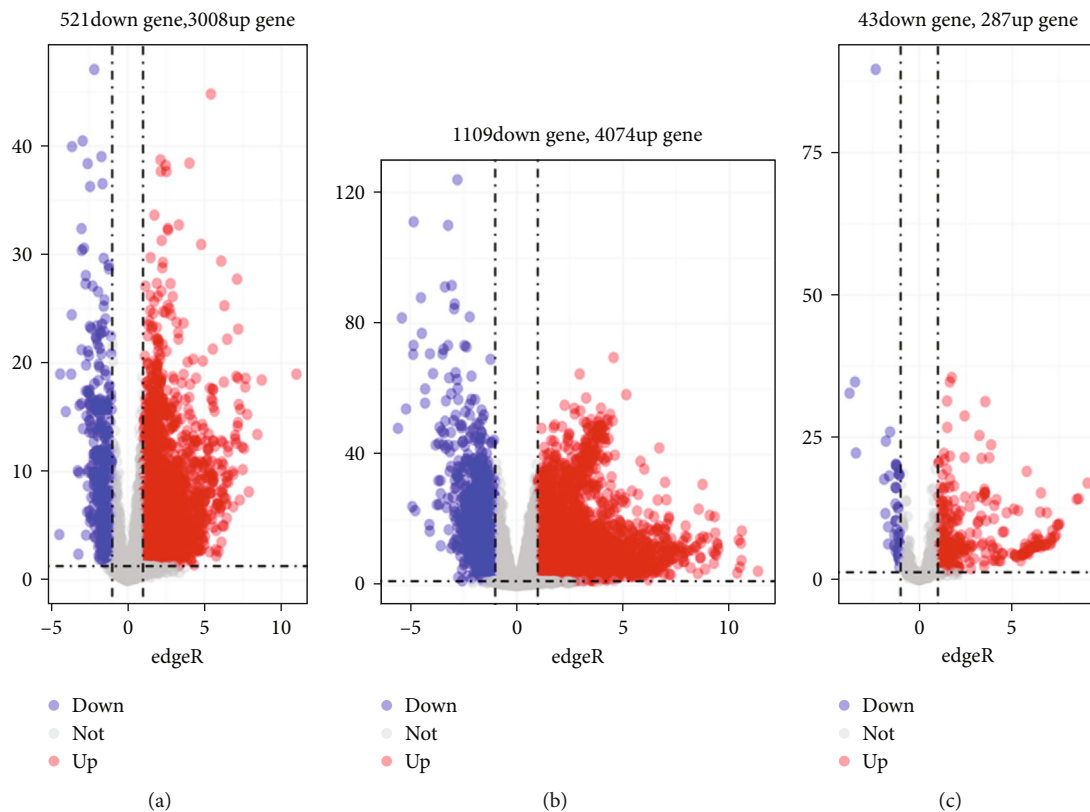 521down gene,3008up gene
40
30
20
10
0
−5 0 5 10
edgeR
Down
Not
Up
(a)
1109down gene, 4074up gene
120
80
40
0
−5 0 5 10
edgeR
Down
Not
Up
(b)
43down gene, 287up gene
75
50
25
0
0 5
edgeR
Down
Not
Up
(c)